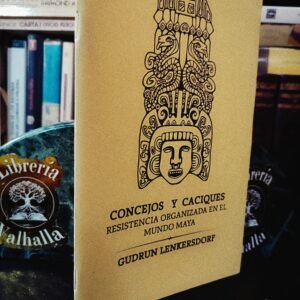 CONCEJOS Y CACIQUES
RESISTENCIA ORGANIZADA EN EL
MUNDO MAYA
GUDRUN LENKERSDORF
Librería
Valhalla